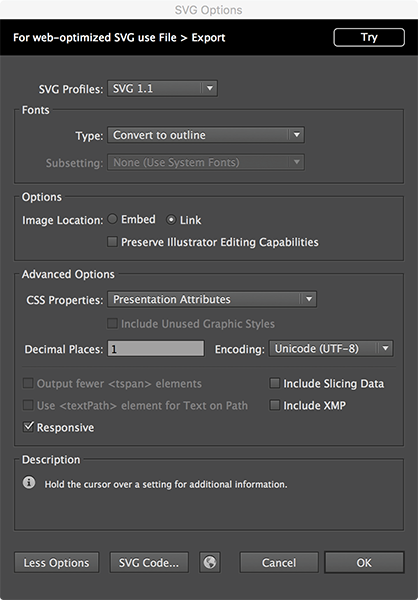 SVG Options
For web-optimized SVG use File > Export Try
SVG Profiles: SVG 1.1
Fonts
Type: Convert to outline
Subsetting: None (Use System Fonts)
Options
Image Location: Embed Link
Preserve Illustrator Editing Capabilities
Advanced Options
CSS Properties: Presentation Attributes
Include Unused Graphic Styles
Decimal Places: 1 Encoding: Unicode (UTF-8)
Output fewer <tspan> elements Include Slicing Data
Use <textPath> element for Text on Path Include XMP
Responsive
Description
Hold the cursor over a setting for additional information.
Less Options SVG Code... Cancel OK